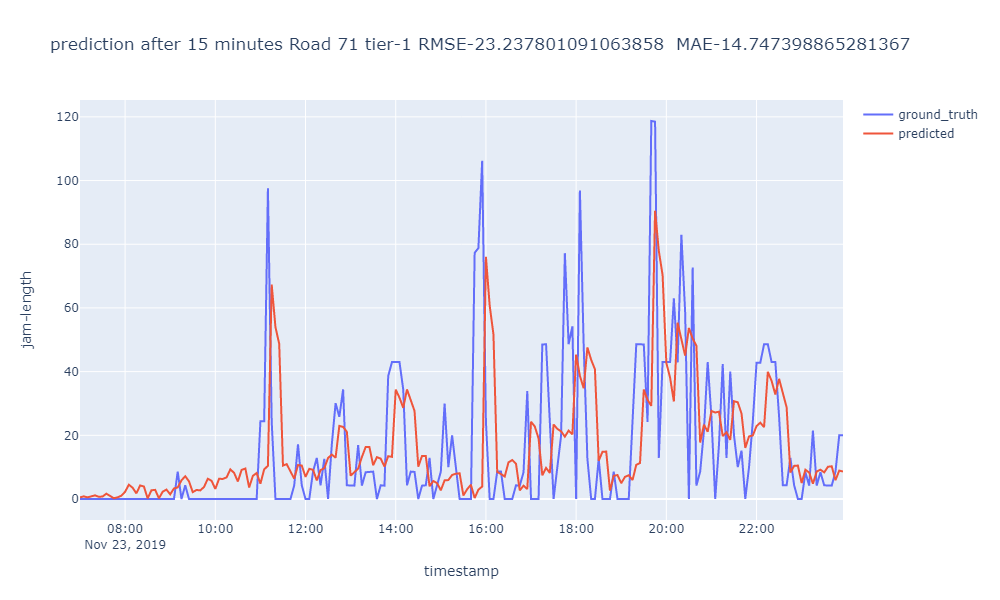 prediction after 15 minutes Road 71 tier-1 RMSE-23.237801091063858  MAE-14.747398865281367
ground_truth
predicted
120
100
80
60
40
20
0
jam-length
08:00 10:00 12:00 14:00 16:00 18:00 20:00 22:00
Nov 23, 2019
timestamp